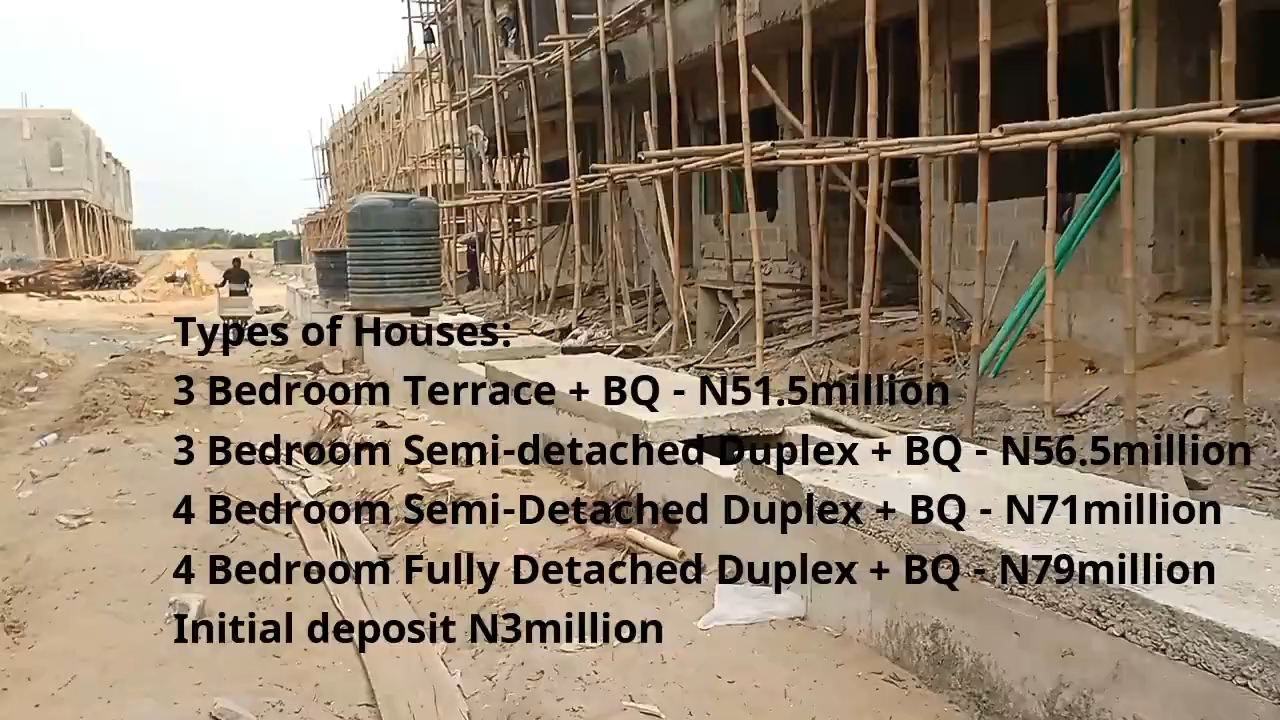 Types of Houses:
3 Bedroom Terrace + BQ - N51.5million
3 Bedroom Semi-detached Duplex + BQ - N56.5million
4 Bedroom Semi-Detached Duplex + BQ - N71million
4 Bedroom Fully Detached Duplex + BQ - N79million
Initial deposit N3million